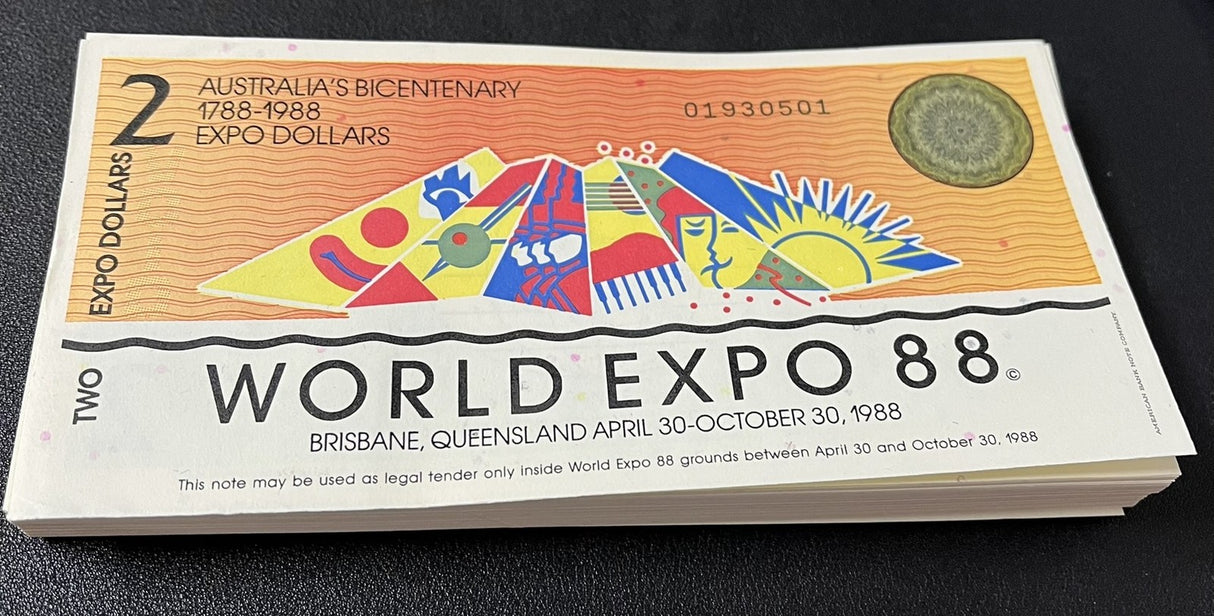 2
AUSTRALIA'S BICENTENARY
1788-1988
EXPO DOLLARS
01930501
EXPO DOLLARS
TWO
WORLD EXPO 88©
BRISBANE, QUEENSLAND APRIL 30-OCTOBER 30, 1988
This note may be used as legal tender only inside World Expo 88 grounds between April 30 and October 30, 1988
AMERICAN BANK NOTE COMPANY